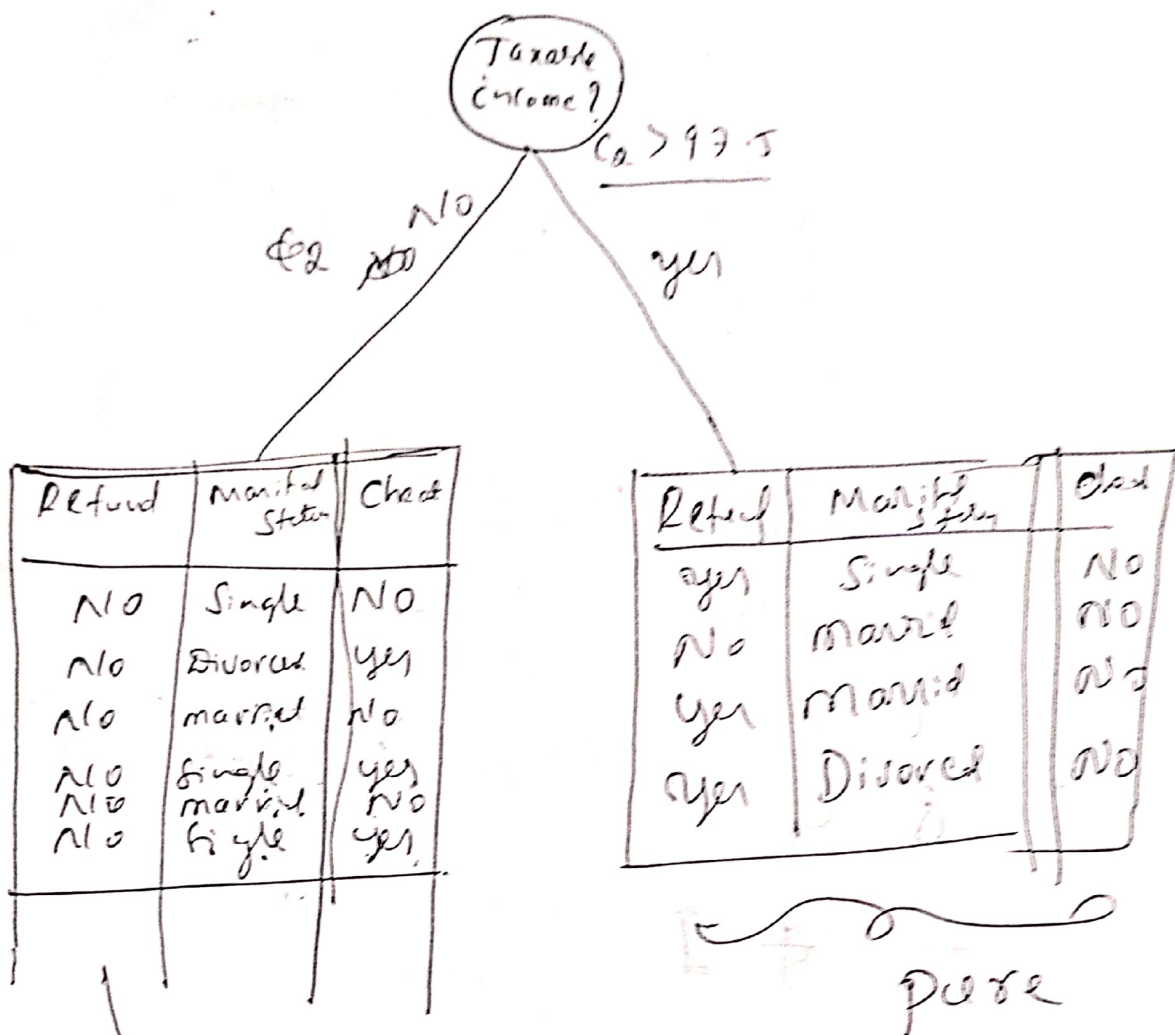 Taxable
income?
C2 > 97.5
No
C2
yes
Refund Marital Status Cheat
No Single No
No Divorced yes
No married No
No Single yes
No married No
No Single yes
Marital Status
yes Single No
No Married No
yes Married No
yes Divorced No
pure